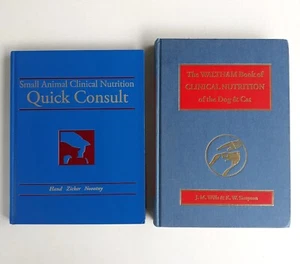 Small Animal Clinical Nutrition
Quick Consult
Hand Zicker Novotny
The WALTHAM Book of
CLINICAL NUTRITION
of the Dog & Cat
J. M. Wills & K. W. Simpson